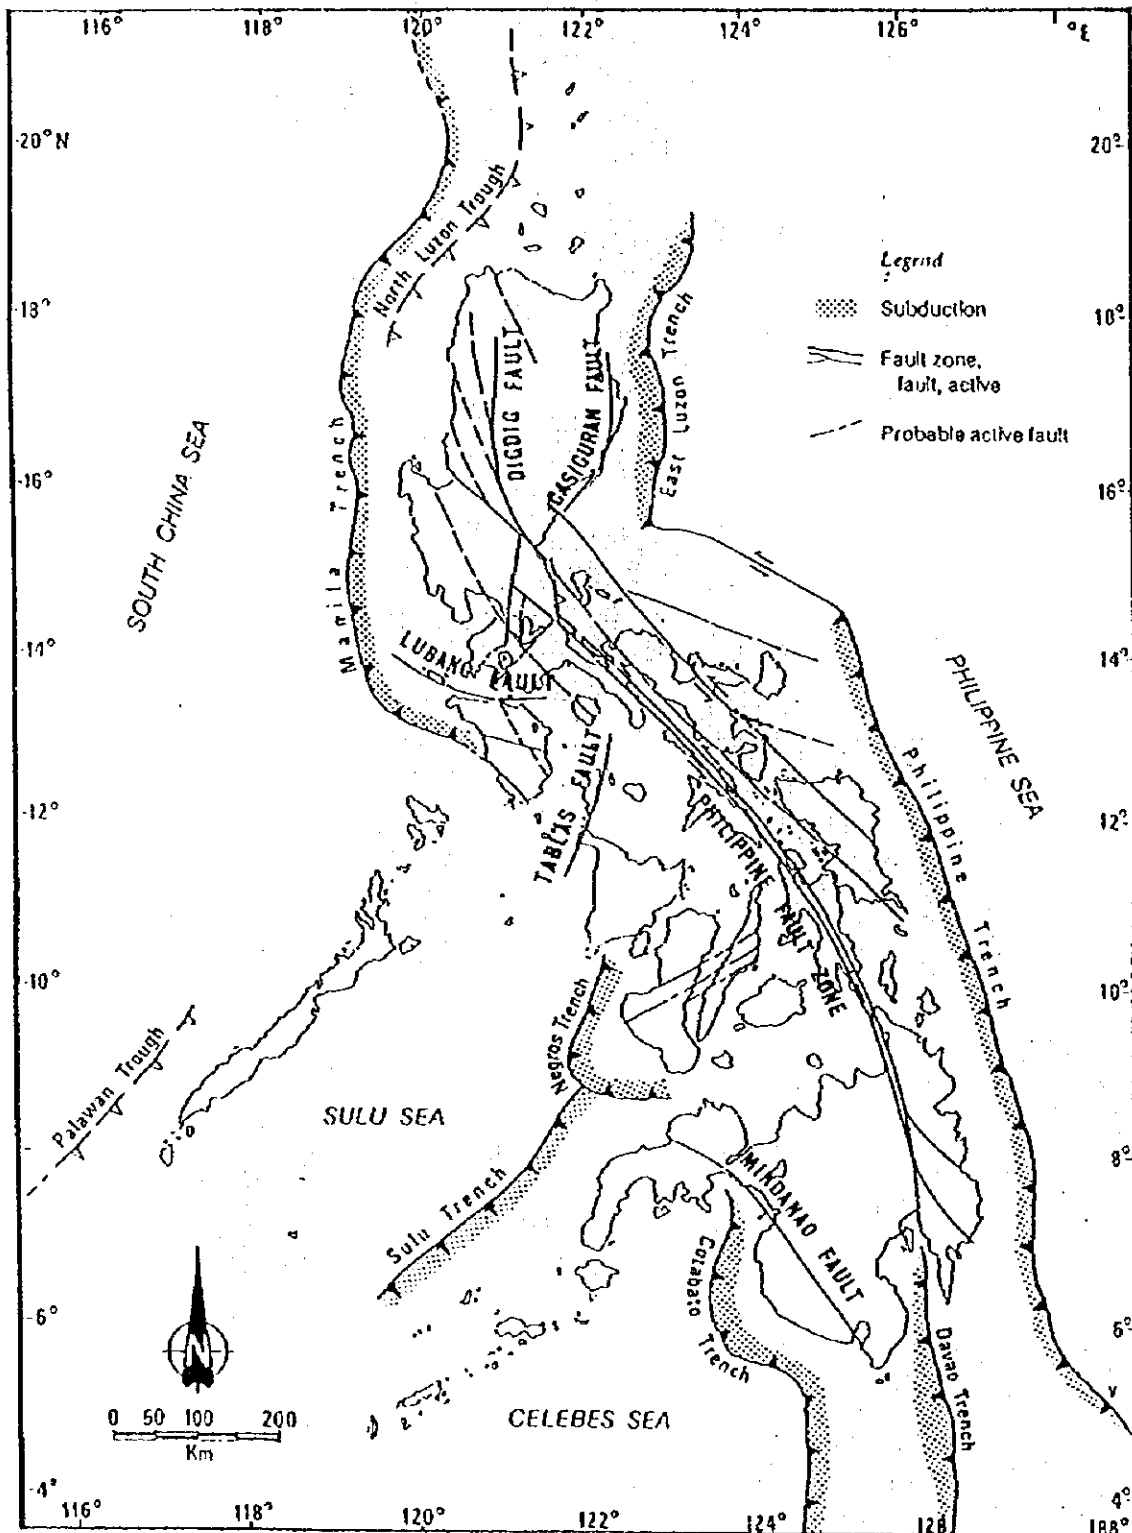 116° 118° 120° 122° 124° 126° °E
20°N 20°
North Luzon Trough
Legend
18° 18°
Subduction
East Luzon Trench
DIGDIG FAULT
CASIGURAN FAULT
Fault zone,
fault, active
Probable active fault
16° 16°
SOUTH CHINA SEA
Manila Trench
14° 14°
LUBANG FAULT
PHILIPPINE SEA
TABLAS FAULT
12° 12°
PHILIPPINE FAULT ZONE
Philippine Trench
10° 10°
Negros Trench
Palawan Trough
SULU SEA
8°
MINDANAO FAULT
Sulu Trench
Cotabato Trench
6° 6°
Davao Trench
N
0 50 100 200
Km
CELEBES SEA
4° 4°
116° 118° 120° 122° 124° 128 188°